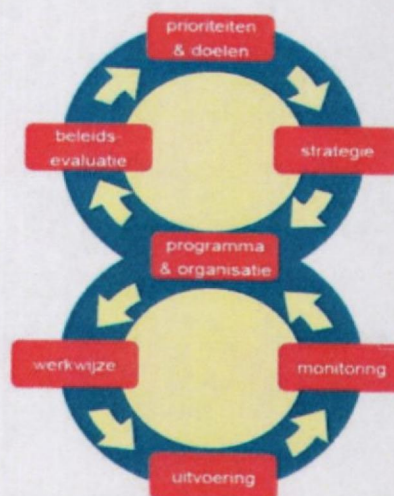 prioriteiten
& doelen
beleids-
evaluatie
strategie
programma
& organisatie
werkwijze
monitoring
uitvoering